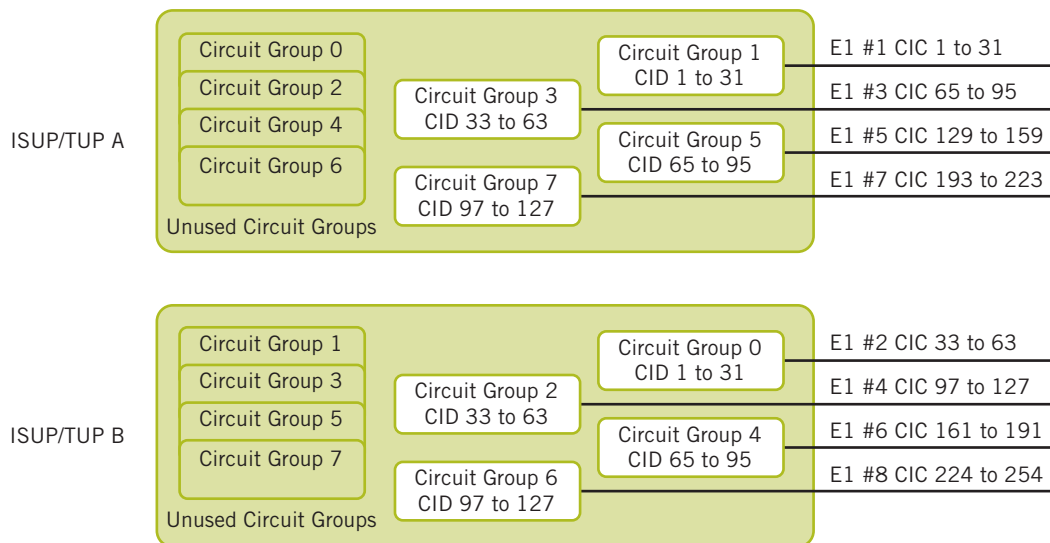 ISUP/TUP A
Circuit Group 0
Circuit Group 2
Circuit Group 4
Circuit Group 6
Unused Circuit Groups
Circuit Group 1
CID 1 to 31
Circuit Group 3
CID 33 to 63
Circuit Group 5
CID 65 to 95
Circuit Group 7
CID 97 to 127
E1 #1 CIC 1 to 31
E1 #3 CIC 65 to 95
E1 #5 CIC 129 to 159
E1 #7 CIC 193 to 223
ISUP/TUP B
Circuit Group 1
Circuit Group 3
Circuit Group 5
Circuit Group 7
Unused Circuit Groups
Circuit Group 0
CID 1 to 31
Circuit Group 2
CID 33 to 63
Circuit Group 4
CID 65 to 95
Circuit Group 6
CID 97 to 127
E1 #2 CIC 33 to 63
E1 #4 CIC 97 to 127
E1 #6 CIC 161 to 191
E1 #8 CIC 224 to 254